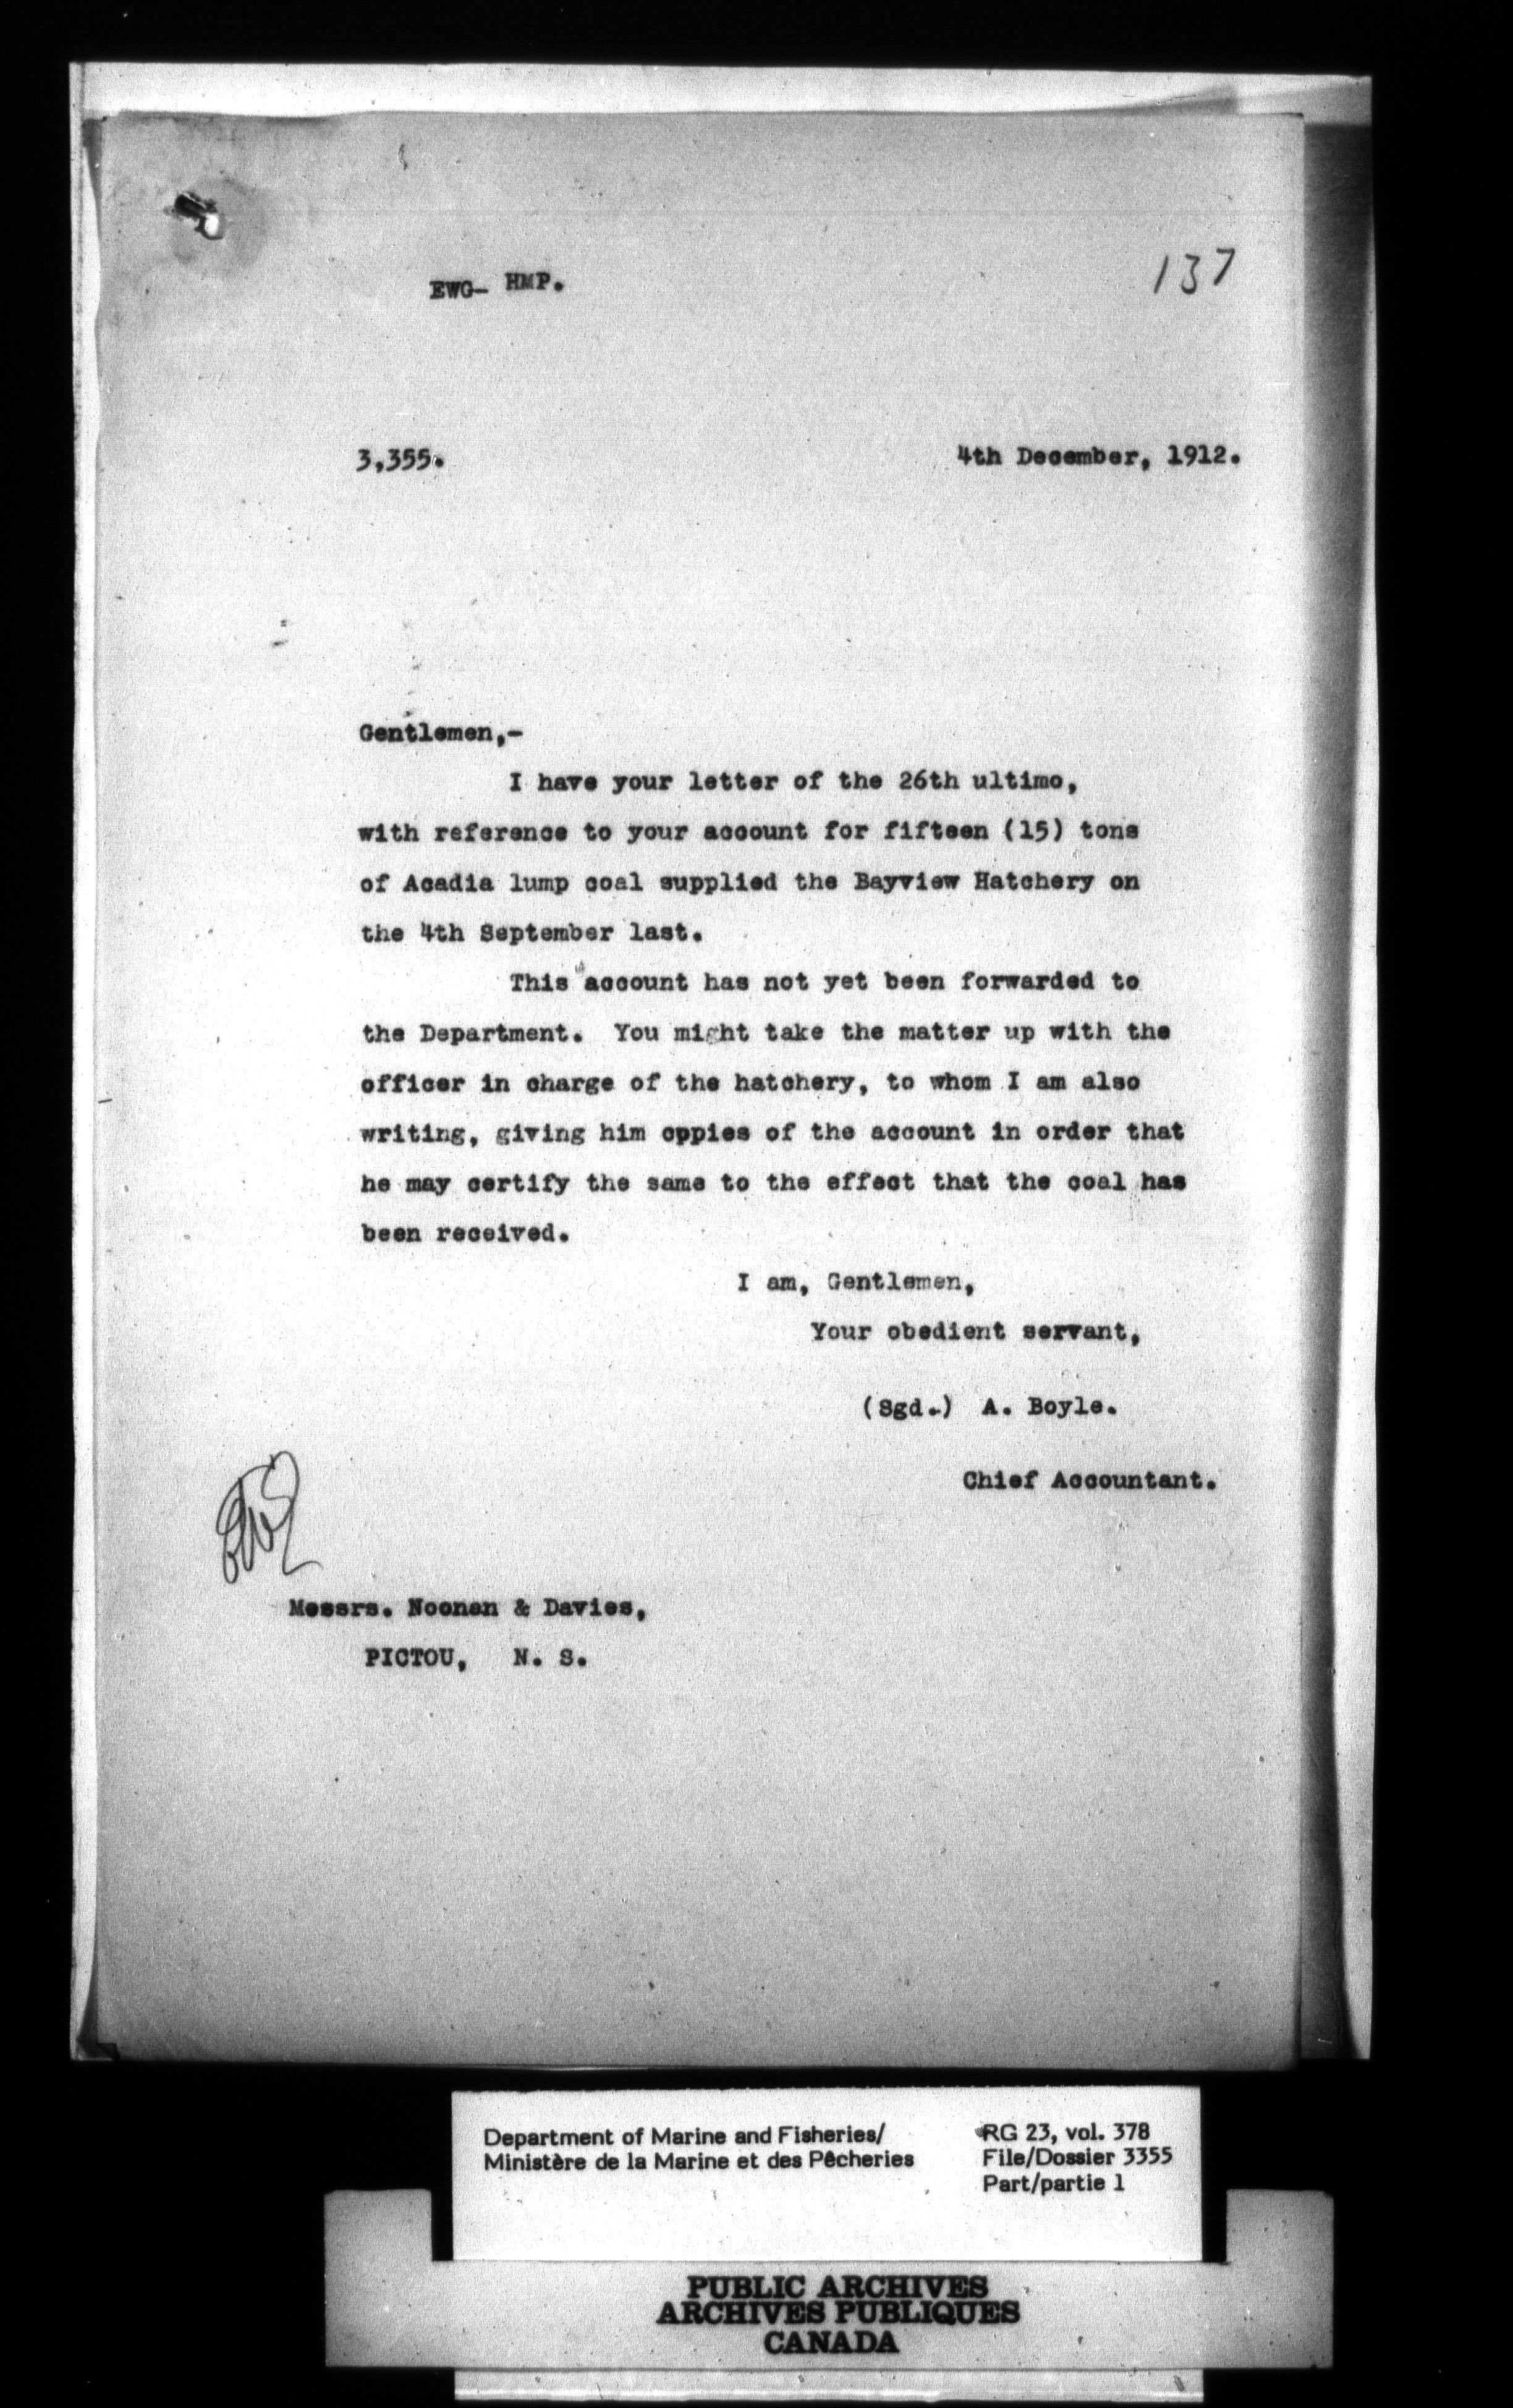 EWG- HMP.
137
3,355.
4th December, 1912.
Gentlemen,-
I have your letter of the 26th ultimo,
with reference to your account for fifteen (15) tons
of Acadia lump coal supplied the Bayview Hatchery on
the 4th September last.
This account has not yet been forwarded to
the Department. You might take the matter up with the
officer in charge of the hatchery, to whom I am also
writing, giving him cppies of the account in order that
he may certify the same to the effect that the coal has
been received.
I am, Gentlemen,
Your obedient servant,
(Sgd.) A. Boyle.
Chief Accountant.
Messrs. Noonan & Davies,
PICTOU, N. S.
Department of Marine and Fisheries/
Ministère de la Marine et des Pêcheries
RG 23, vol. 378
File/Dossier 3355
Part/partie 1
PUBLIC ARCHIVES
ARCHIVES PUBLIQUES
CANADA